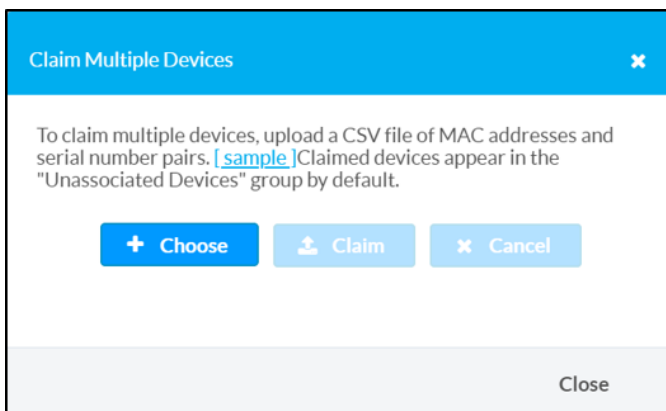 Claim Multiple Devices
To claim multiple devices, upload a CSV file of MAC addresses and
serial number pairs. [ sample ]Claimed devices appear in the
"Unassociated Devices" group by default.
Choose Claim Cancel
Close